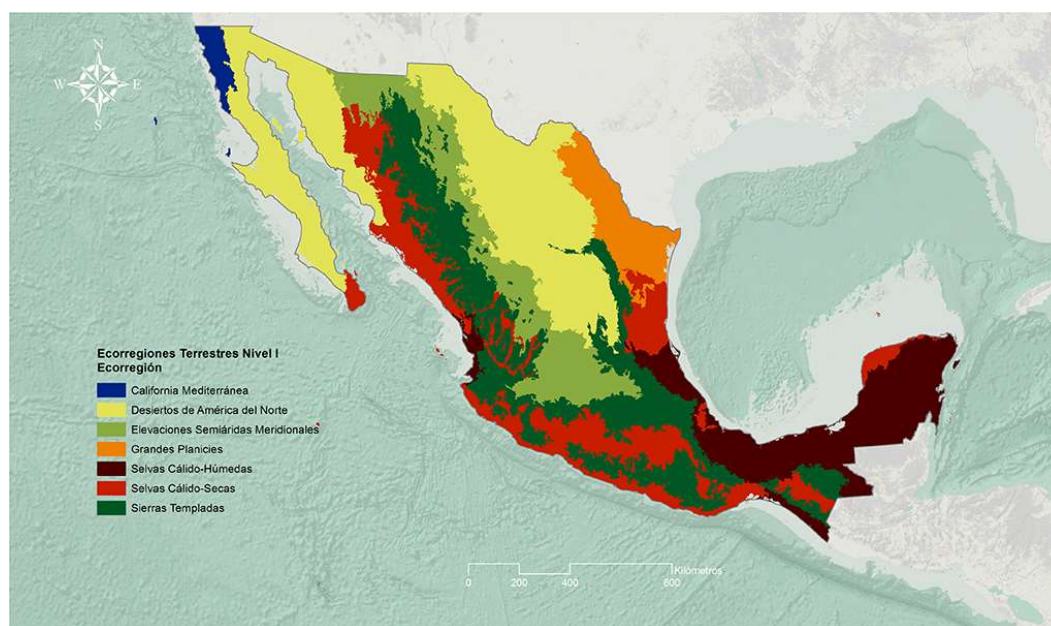 N
W E
S
Ecorregiones Terrestres Nivel I
Ecorregión
California Mediterránea
Desiertos de América del Norte
Elevaciones Semiáridas Meridionales
Grandes Planicies
Selvas Cálido-Húmedas
Selvas Cálido-Secas
Sierras Templadas
Kilómetros
0 200 400 800